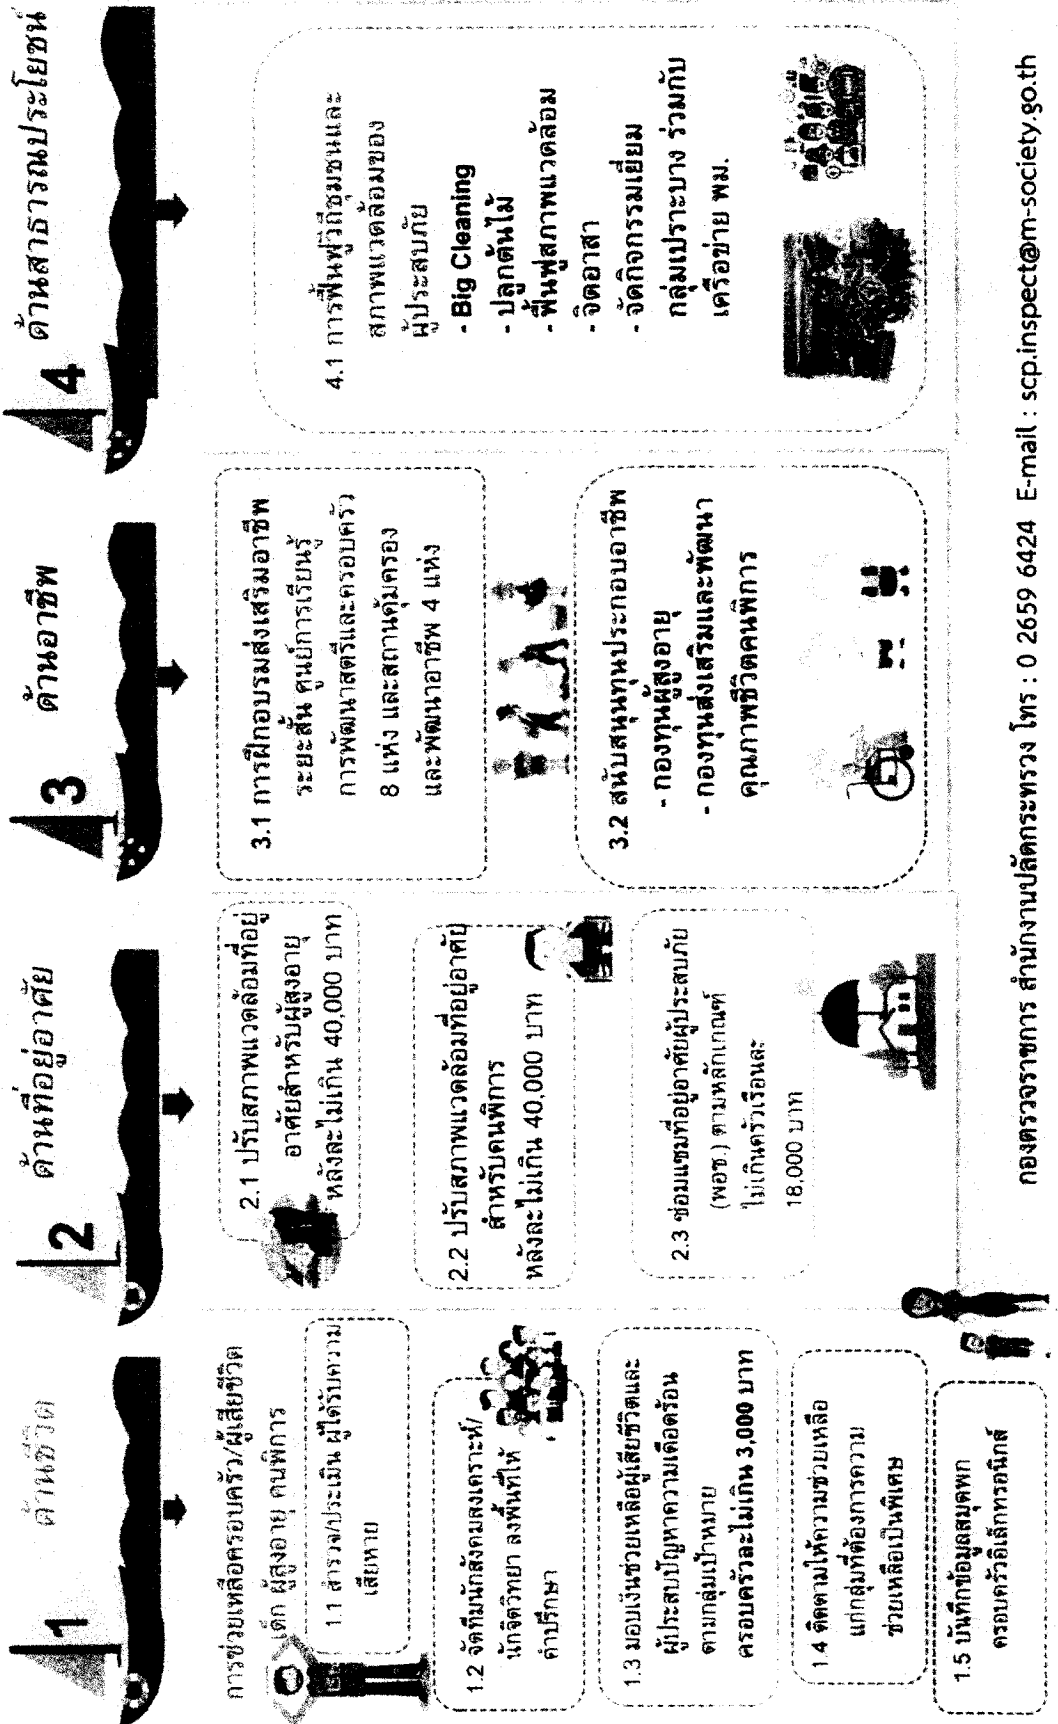 1
ด้านชีวิต
การช่วยเหลือครอบครัว/ผู้เสียชีวิต
เด็ก ผู้สูงอายุ คนพิการ
1.1 สำรวจ/ประเมิน ผู้ได้รับความ
เสียหาย
1.2 จัดทีมนักสังคมสงเคราะห์/
นักจิตวิทยา ลงพื้นที่ให้
คำปรึกษา
1.3 มอบเงินช่วยเหลือผู้เสียชีวิตและ
ผู้ประสบปัญหาความเดือดร้อน
ตามกลุ่มเป้าหมาย
ครอบครัวละไม่เกิน 3,000 บาท
1.4 ติดตามให้ความช่วยเหลือ
แก่กลุ่มที่ต้องการความ
ช่วยเหลือเป็นพิเศษ
1.5 บันทึกข้อมูลสมุดพก
ครอบครัวอิเล็กทรอนิกส์
2
ด้านที่อยู่อาศัย
2.1 ปรับสภาพแวดล้อมที่อยู่
อาศัยสำหรับผู้สูงอายุ
หลังละไม่เกิน 40,000 บาท
2.2 ปรับสภาพแวดล้อมที่อยู่อาศัย
สำหรับคนพิการ
หลังละไม่เกิน 40,000 บาท
2.3 ซ่อมแซมที่อยู่อาศัยผู้ประสบภัย
(พอช.) ตามหลักเกณฑ์
ไม่เกินครัวเรือนละ
18,000 บาท
3
ด้านอาชีพ
3.1 การฝึกอบรมส่งเสริมอาชีพ
ระยะสั้น ศูนย์การเรียนรู้
การพัฒนาสตรีและครอบครัว
8 แห่ง และสถานคุ้มครอง
และพัฒนาอาชีพ 4 แห่ง
3.2 สนับสนุนทุนประกอบอาชีพ
- กองทุนผู้สูงอายุ
- กองทุนส่งเสริมและพัฒนา
คุณภาพชีวิตคนพิการ
4
ด้านสาธารณประโยชน์
4.1 การฟื้นฟูวิถีชุมชนและ
สภาพแวดล้อมของ
ผู้ประสบภัย
- Big Cleaning
- ปลูกต้นไม้
- ฟื้นฟูสภาพแวดล้อม
- จิตอาสา
- จัดกิจกรรมเยี่ยม
กลุ่มเปราะบาง ร่วมกับ
เครือข่าย พม.
กองตรวจราชการ สำนักงานปลัดกระทรวง โทร : 0 2659 6424 E-mail : scp.inspect@m-society.go.th